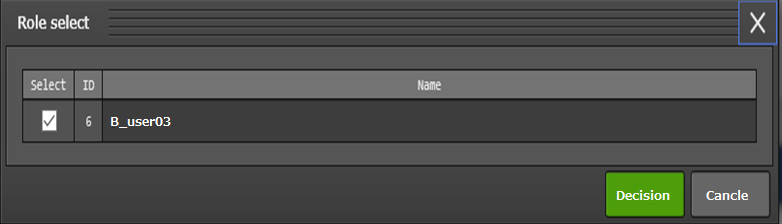 Role select
X
Select ID Name
6 B_user03
Decision Cancle